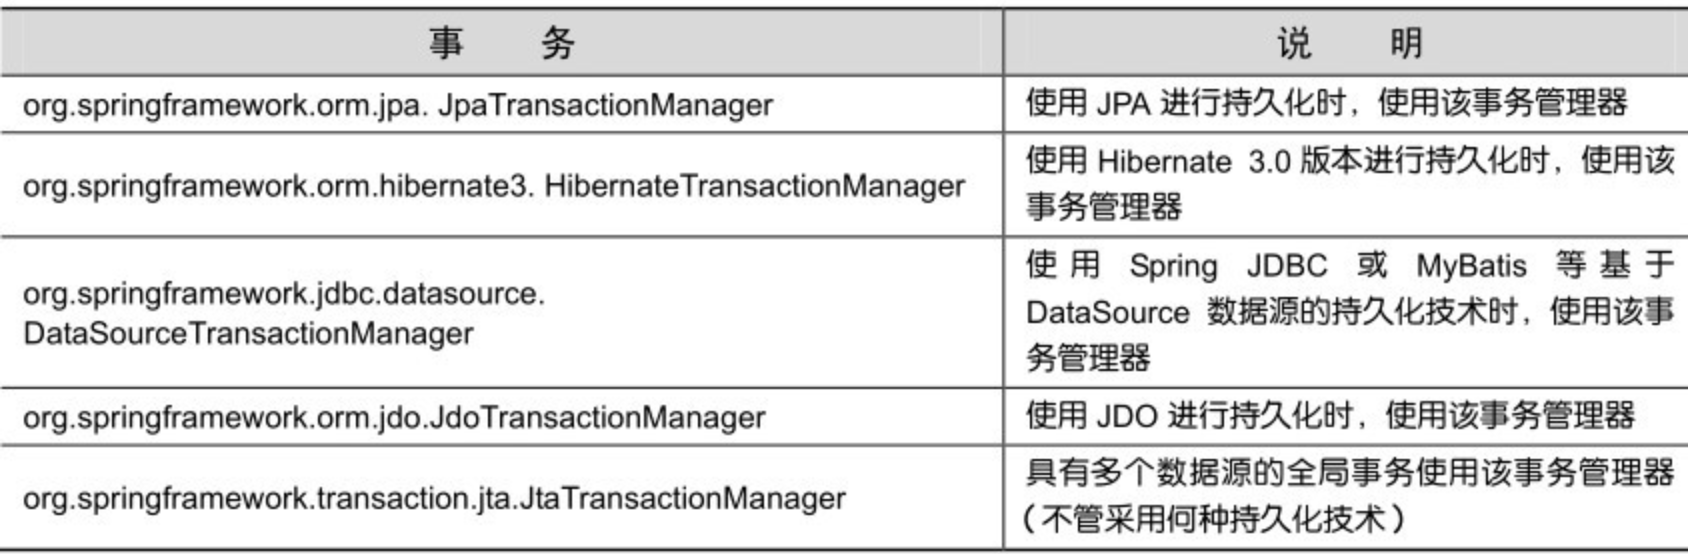 事 务
说 明
org.springframework.orm.jpa. JpaTransactionManager
使用 JPA 进行持久化时，使用该事务管理器
org.springframework.orm.hibernate3. HibernateTransactionManager
使用 Hibernate 3.0 版本进行持久化时，使用该
事务管理器
org.springframework.jdbc.datasource.
DataSourceTransactionManager
使用 Spring JDBC 或 MyBatis 等基于
DataSource 数据源的持久化技术时，使用该事
务管理器
org.springframework.orm.jdo.JdoTransactionManager
使用 JDO 进行持久化时，使用该事务管理器
org.springframework.transaction.jta.JtaTransactionManager
具有多个数据源的全局事务使用该事务管理器
（不管采用何种持久化技术）